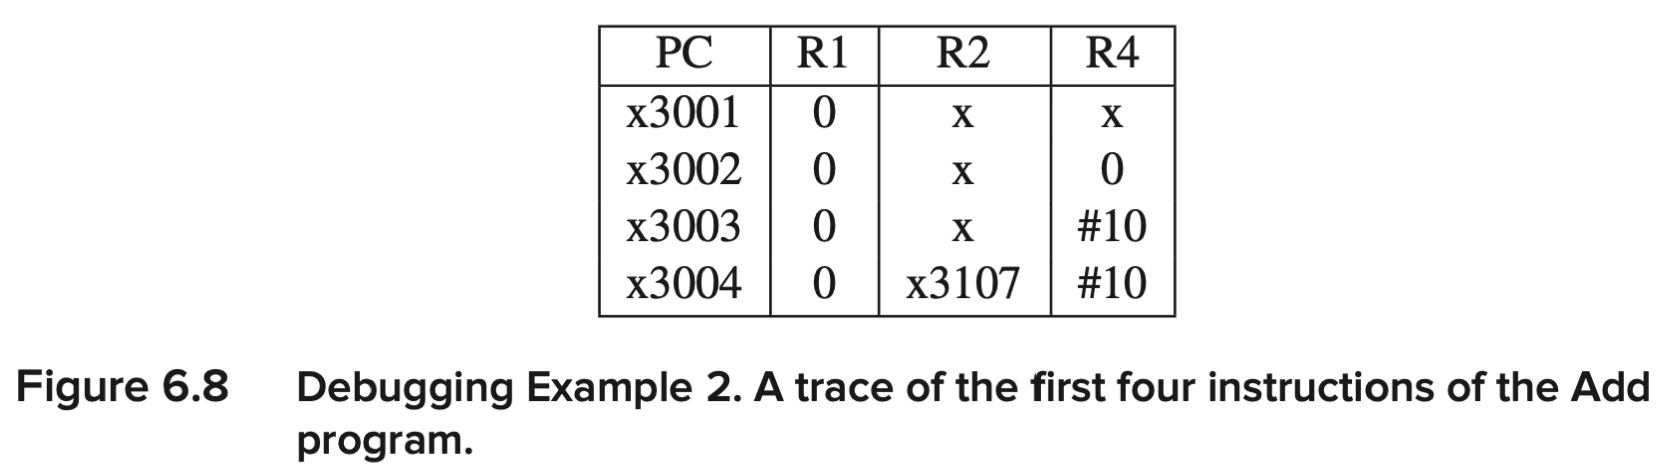 PC R1 R2 R4
x3001 0 x x
x3002 0 x 0
x3003 0 x #10
x3004 0 x3107 #10
Figure 6.8 Debugging Example 2. A trace of the first four instructions of the Add
program.